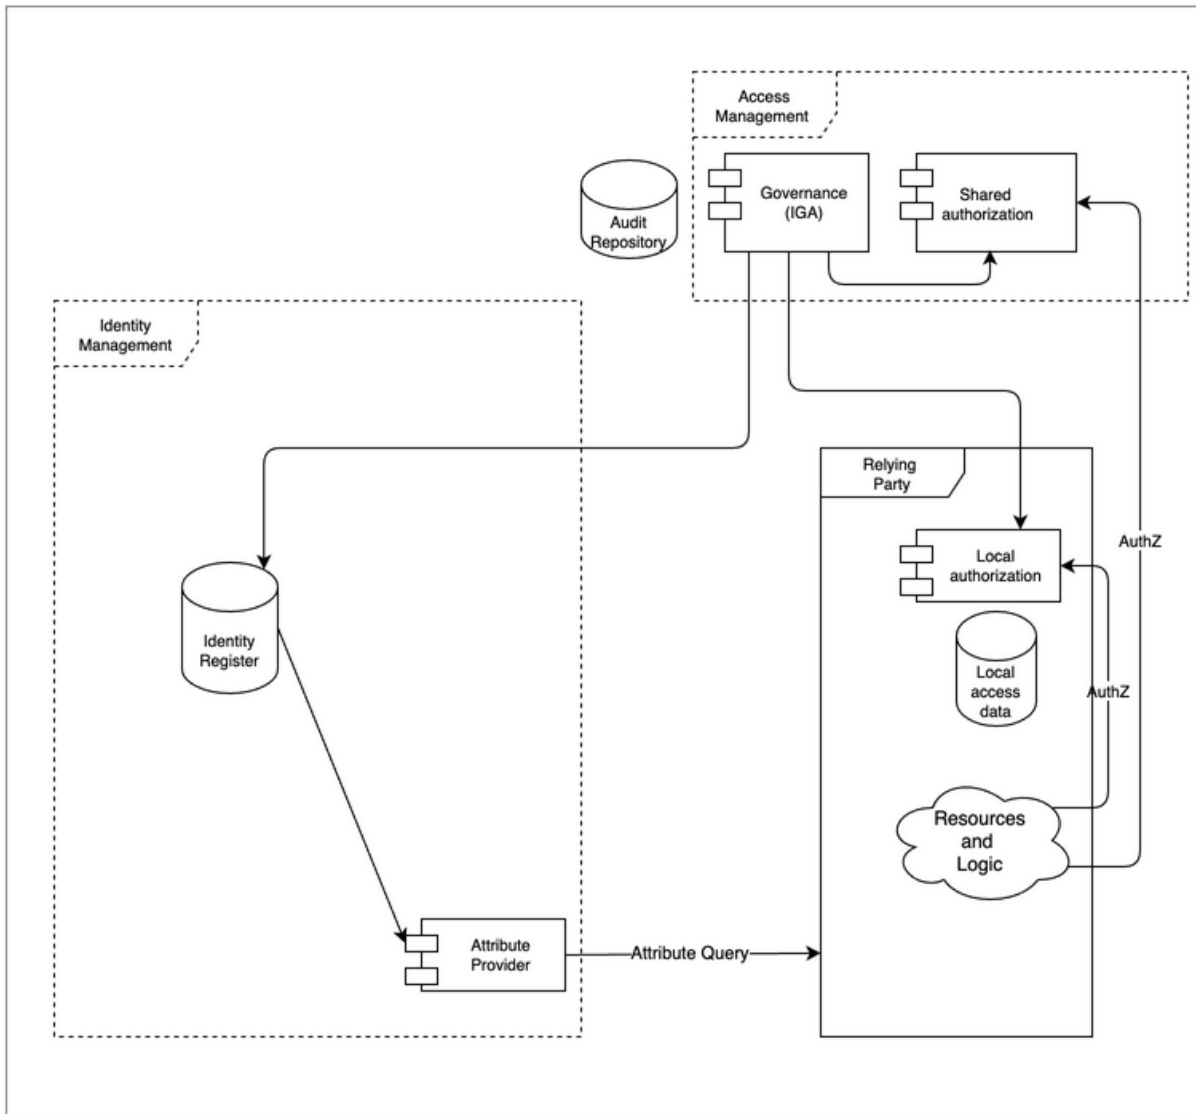 Access
Management
Governance
(IGA)
Shared
authorization
Audit
Repository
Identity
Management
Relying
Party
AuthZ
Local
authorization
Identity
Register
Local
access
data
AuthZ
Resources
and
Logic
Attribute
Provider
Attribute Query